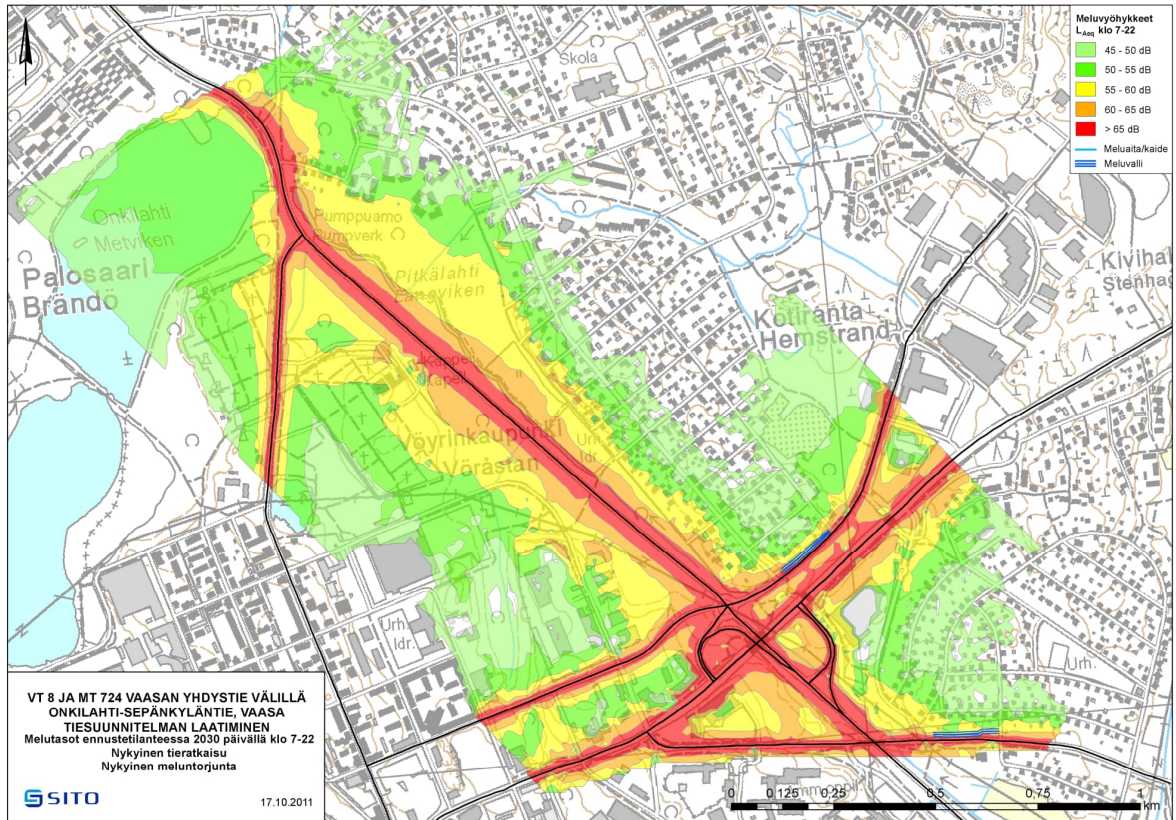 Meluvyöhykkeet
LAeq klo 7-22
45 - 50 dB
50 - 55 dB
55 - 60 dB
60 - 65 dB
> 65 dB
Meluaita/kaide
Meluvalli
Skola
Onkilahti
Metviken
Palosaari
Brändö
Pumppuamo
Pumpverk
Pitkälahti
Långviken
Kappeli
Kapell
Vöyrinkaupunki
Vöråstan
Urh.
Idr.
Kotiranta
Hemstrand
Kivihal
Stenhag
Urh.
Idr.
Urh.
VT 8 JA MT 724 VAASAN YHDYSTIE VÄLILLÄ
ONKILAHTI-SEPÄNKYLÄNTIE, VAASA
TIESUUNNITELMAN LAATIMINEN
Melutasot ennustetilanteessa 2030 päivällä klo 7-22
Nykyinen tieratkaisu
Nykyinen meluntorjunta
SITO
17.10.2011
0 0,125 0,25 0,5 0,75 1
km